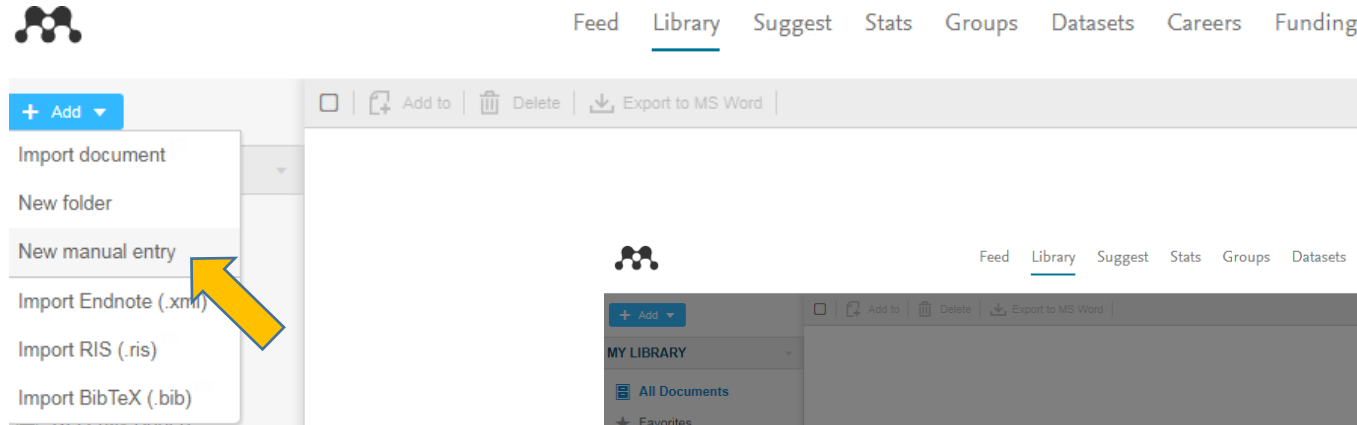 Feed Library Suggest Stats Groups Datasets Careers Funding
+ Add
Add to Delete Export to MS Word
Import document
New folder
New manual entry
Import Endnote (.xml)
Import RIS (.ris)
Import BibTeX (.bib)
Feed Library Suggest Stats Groups Datasets
+ Add
Add to Delete Export to MS Word
MY LIBRARY
All Documents
Favorites